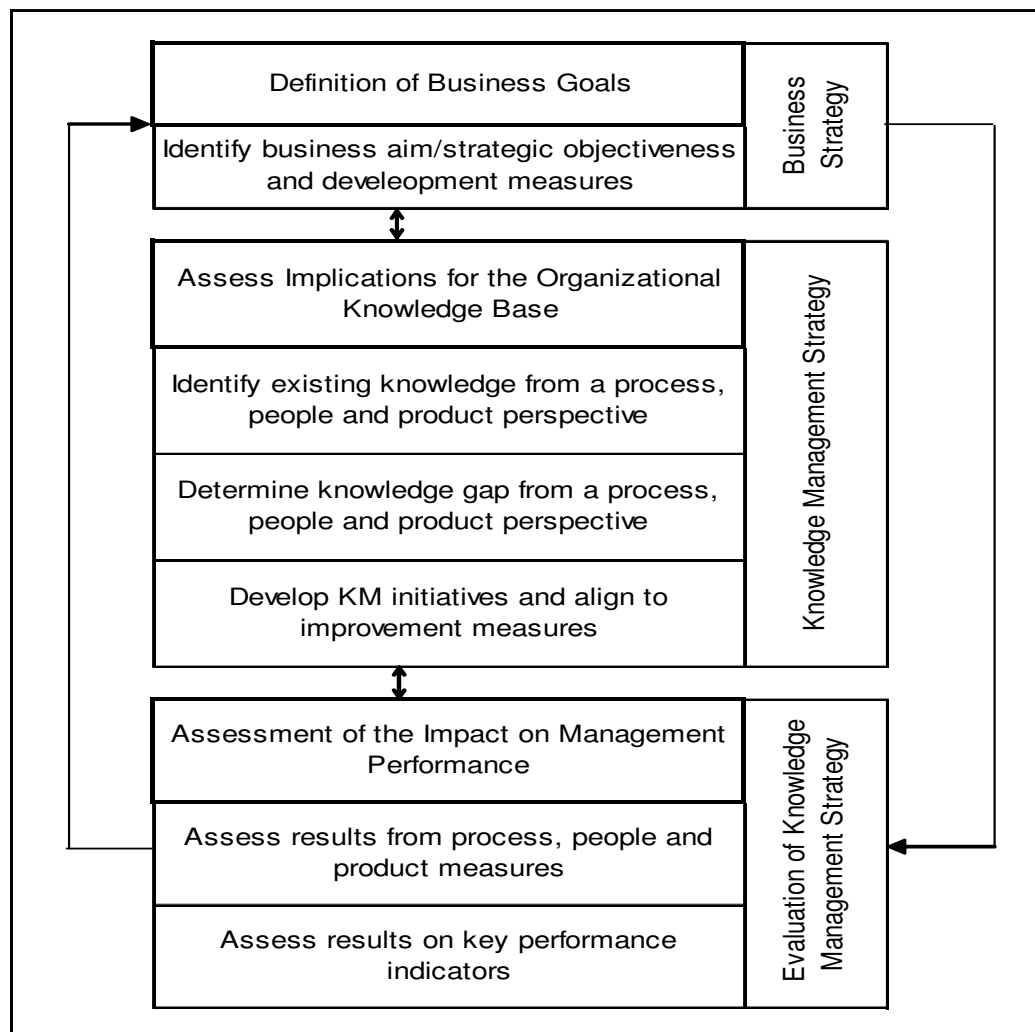 Definition of Business Goals
Identify business aim/strategic objectiveness
and develeopment measures
Business
Strategy
Assess Implications for the Organizational
Knowledge Base
Identify existing knowledge from a process,
people and product perspective
Determine knowledge gap from a process,
people and product perspective
Develop KM initiatives and align to
improvement measures
Knowledge Management Strategy
Assessment of the Impact on Management
Performance
Assess results from process, people and
product measures
Assess results on key performance
indicators
Evaluation of Knowledge
Management Strategy